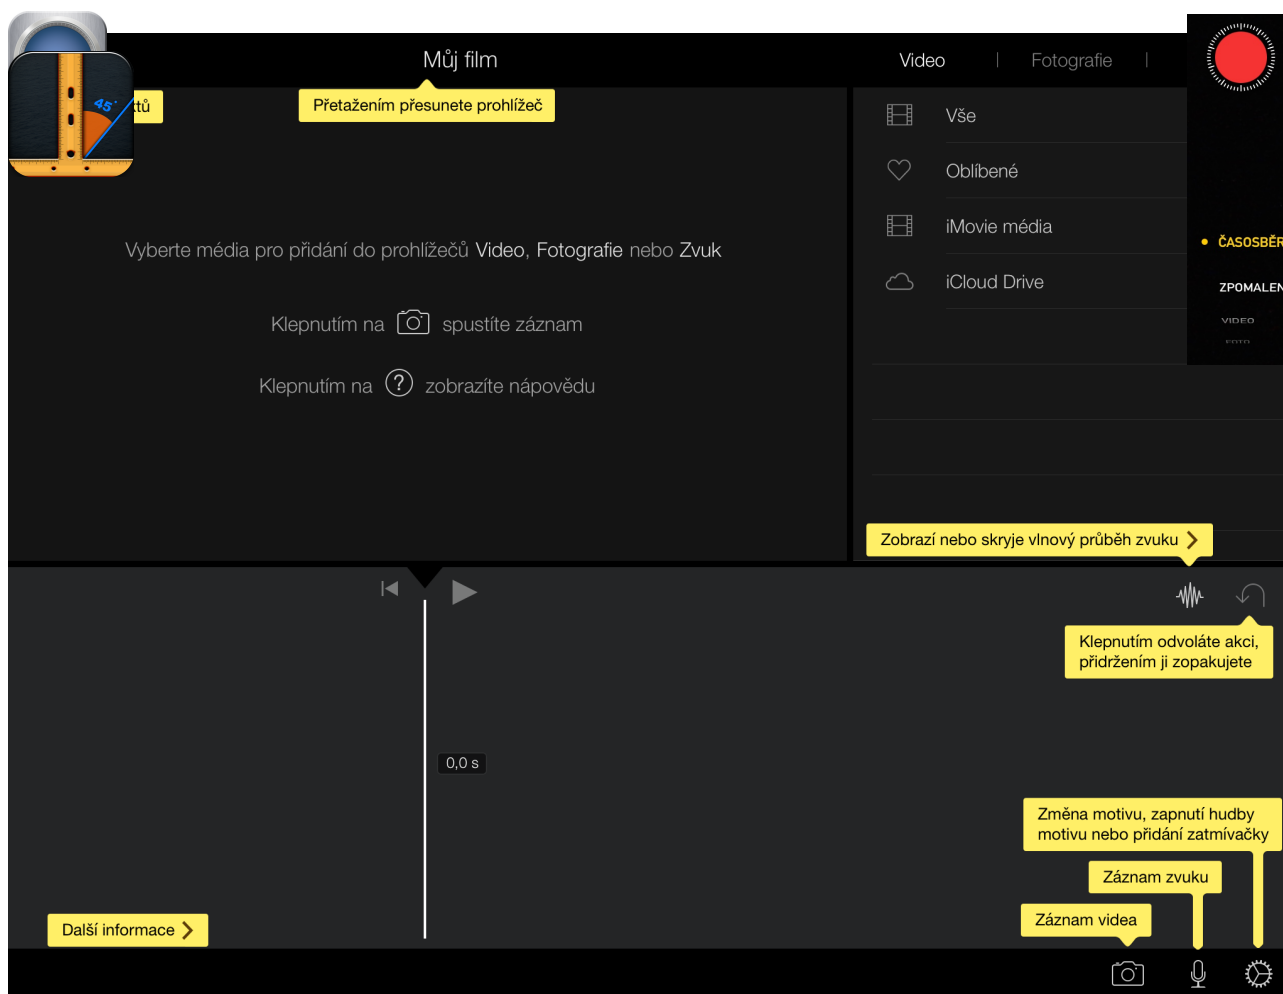 Můj film
Video
Fotografie
45°
Přetažením přesunete prohlížeč
Vše
Oblíbené
iMovie média
iCloud Drive
ČASOSBĚR
ZPOMALEN
VIDEO
FOTO
Vyberte média pro přidání do prohlížečů Video, Fotografie nebo Zvuk
Klepnutím na spustíte záznam
Klepnutím na ? zobrazíte nápovědu
Zobrazí nebo skryje vlnový průběh zvuku
Klepnutím odvoláte akci,
přidržením ji zopakujete
0,0 s
Změna motivu, zapnutí hudby
motivu nebo přidání zatmívačky
Záznam zvuku
Záznam videa
Další informace